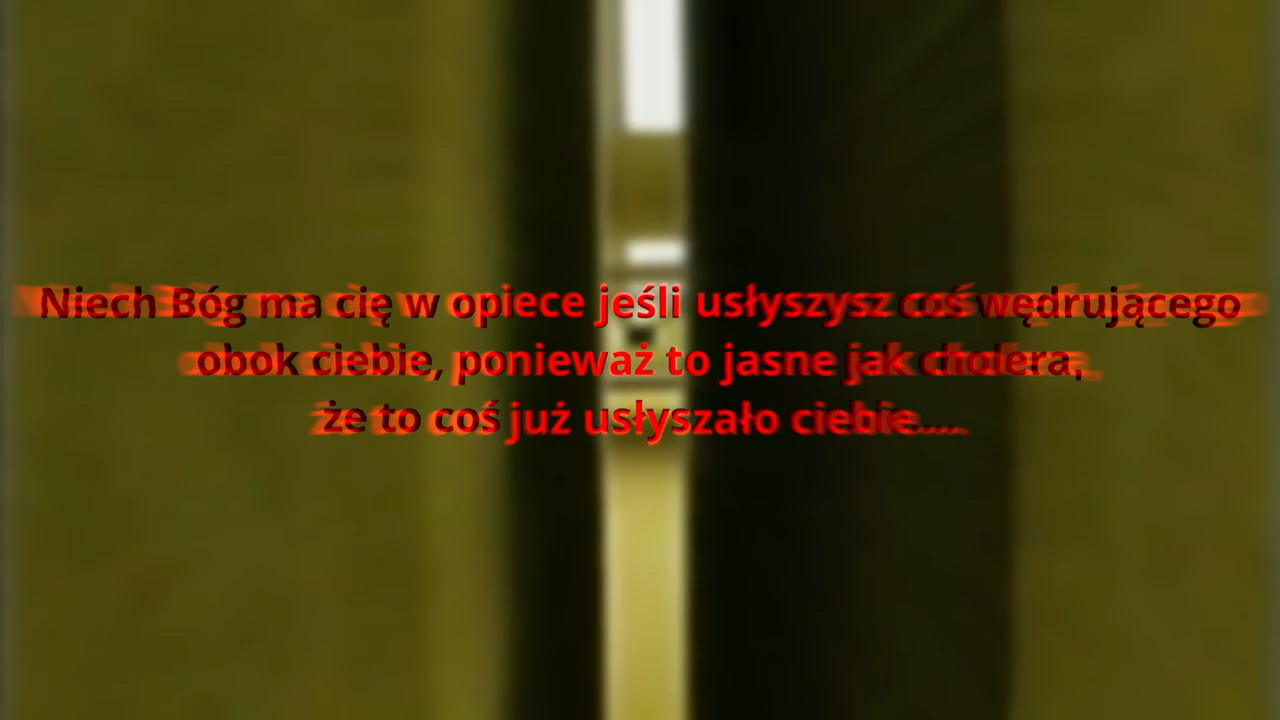 Niech Bóg ma cię w opiece jeśli usłyszysz coś wędrującego
obok ciebie, ponieważ to jasne jak cholera,
że to coś już usłyszało ciebie....